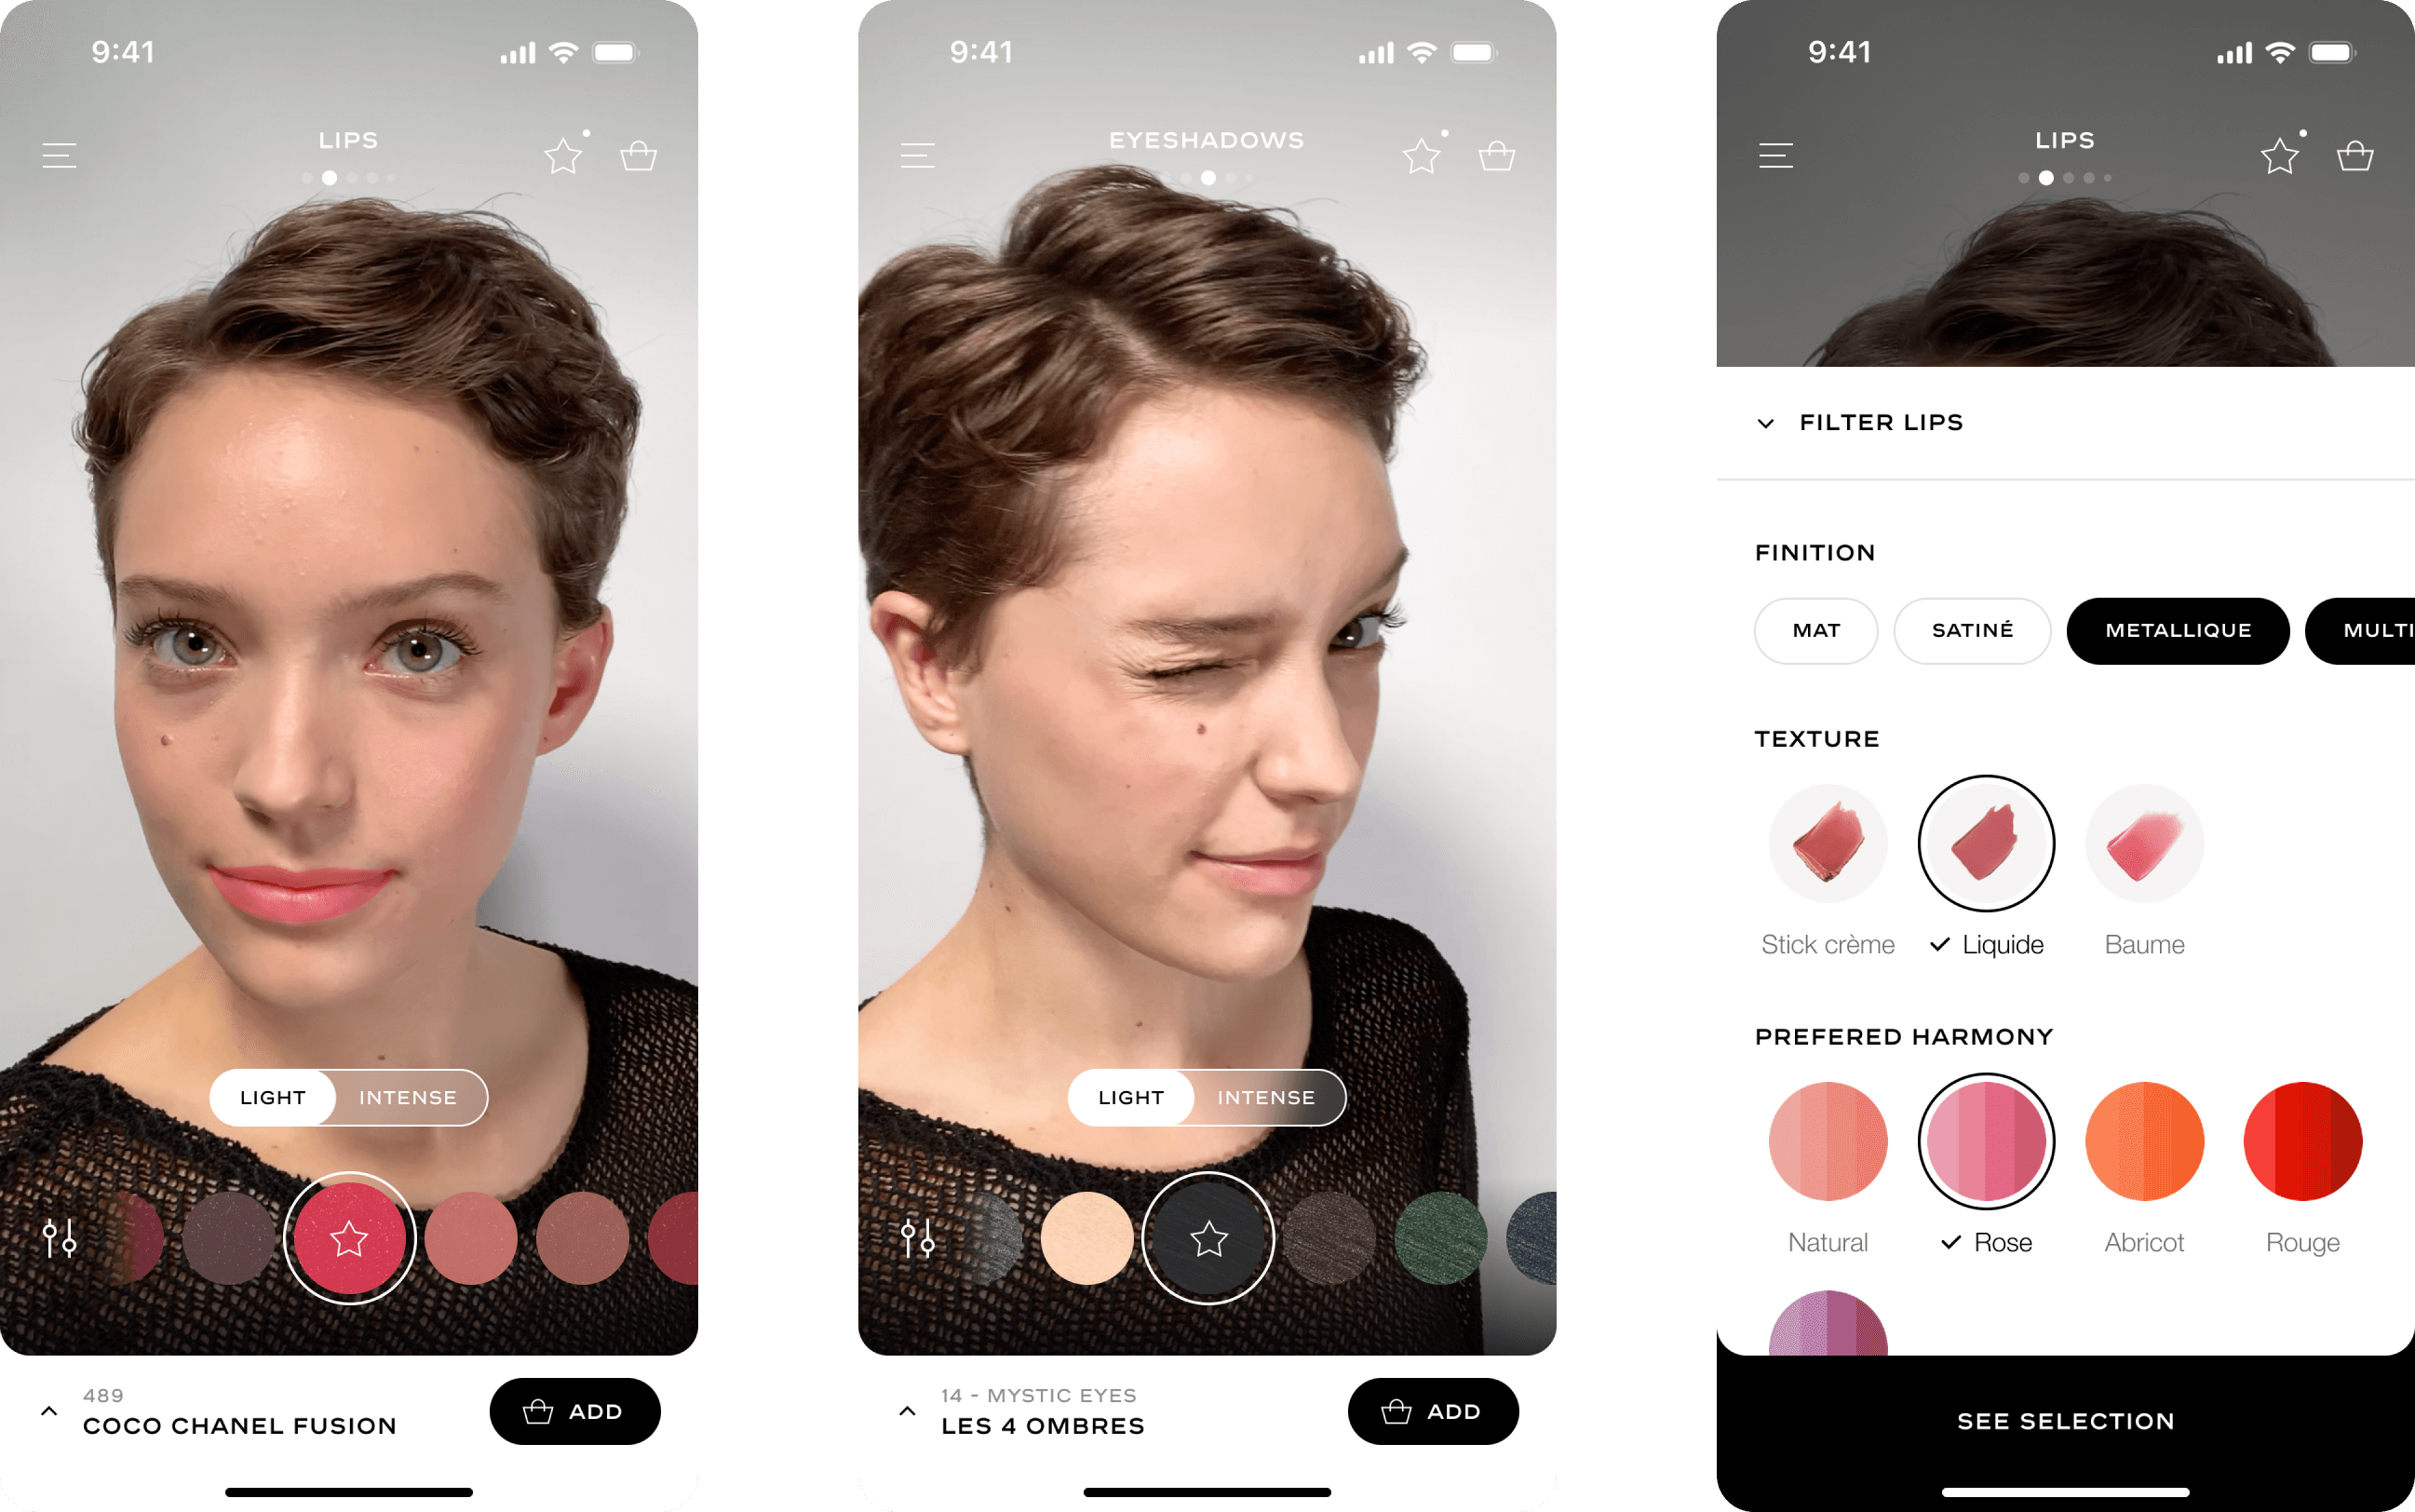 9:41
LIPS
LIGHT INTENSE
489
COCO CHANEL FUSION
ADD
9:41
EYESHADOWS
LIGHT INTENSE
14 - MYSTIC EYES
LES 4 OMBRES
ADD
9:41
LIPS
FILTER LIPS
FINITION
MAT SATINÉ METALLIQUE MULTI
TEXTURE
Stick crème Liquide Baume
PREFERED HARMONY
Natural Rose Abricot Rouge
SEE SELECTION